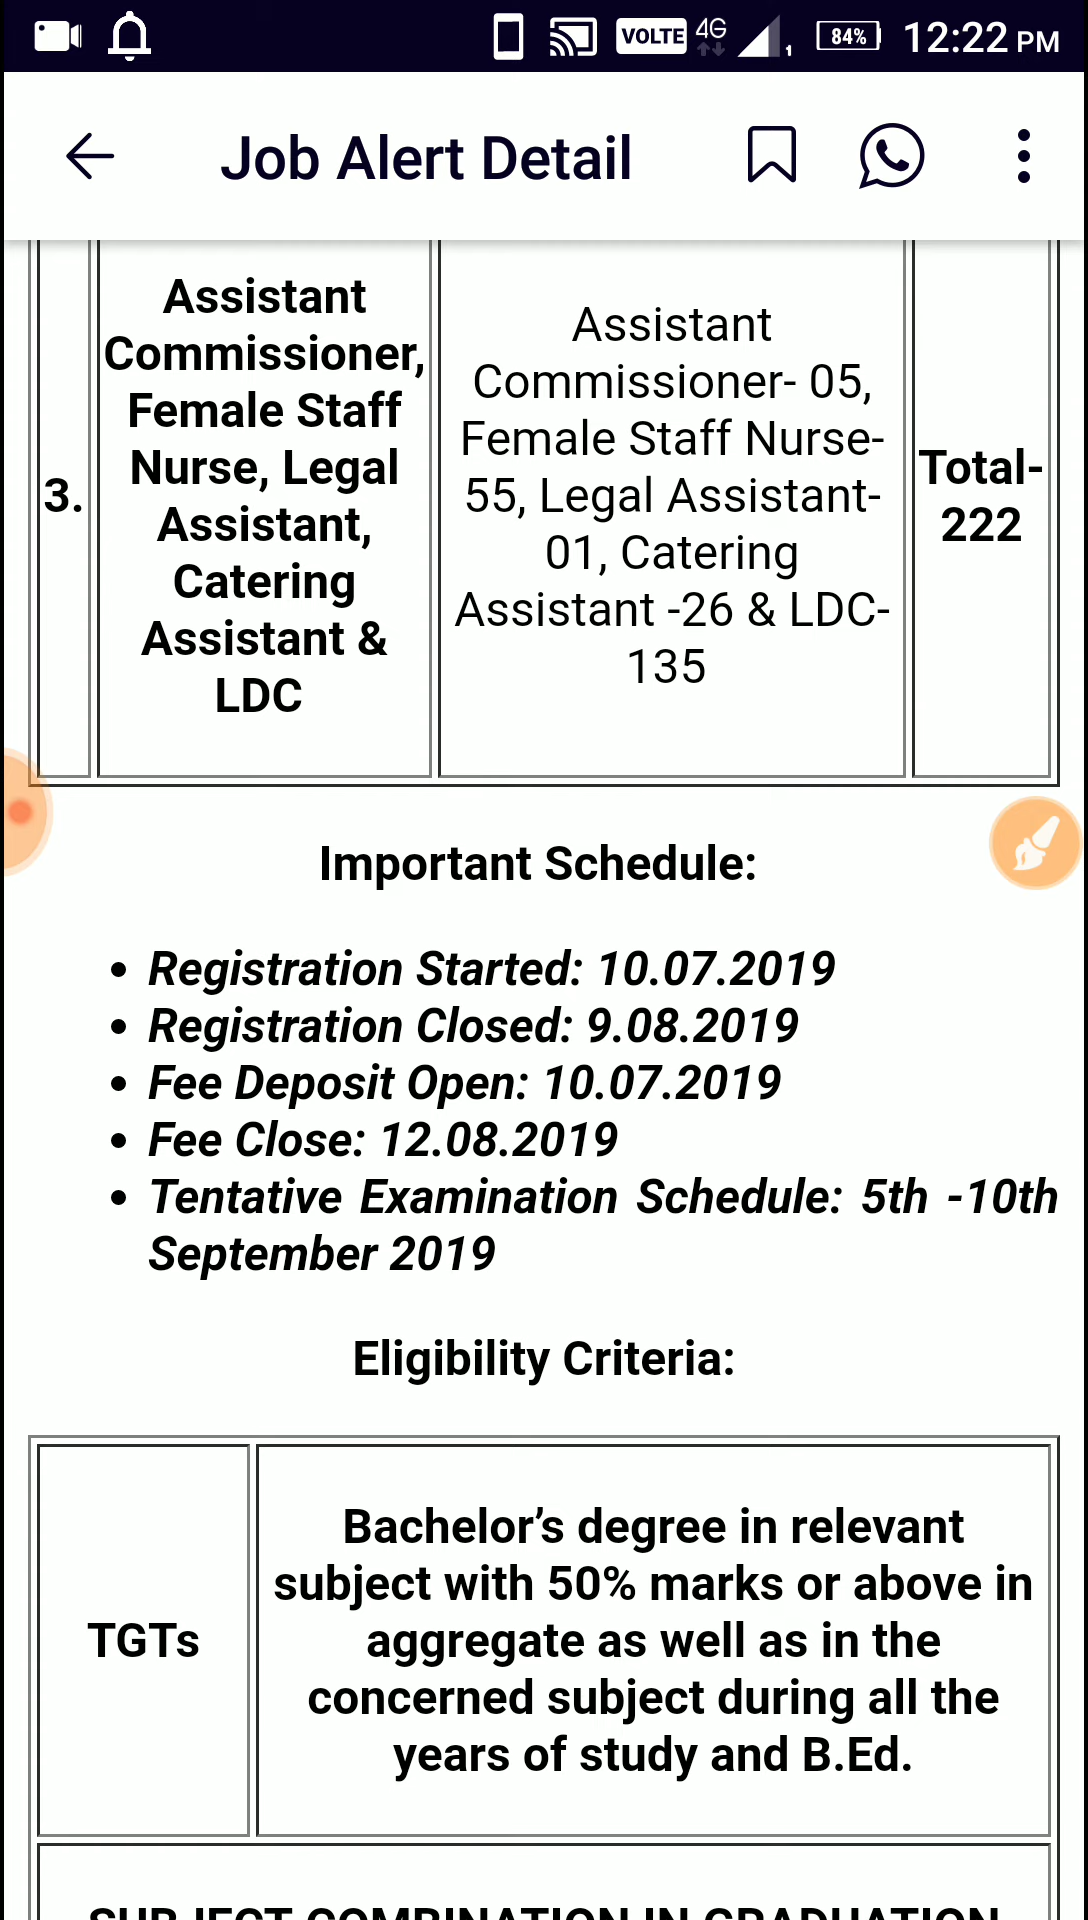 VOLTE 4G 1 84% 12:22 PM
Job Alert Detail
3.
Assistant
Commissioner,
Female Staff
Nurse, Legal
Assistant,
Catering
Assistant &
LDC
Assistant
Commissioner- 05,
Female Staff Nurse-
55, Legal Assistant-
01, Catering
Assistant -26 & LDC-
135
Total-
222
Important Schedule:
• Registration Started: 10.07.2019
• Registration Closed: 9.08.2019
• Fee Deposit Open: 10.07.2019
• Fee Close: 12.08.2019
• Tentative Examination Schedule: 5th -10th
September 2019
Eligibility Criteria:
TGTs
Bachelor’s degree in relevant
subject with 50% marks or above in
aggregate as well as in the
concerned subject during all the
years of study and B.Ed.
SUBJECT COMBINATION IN GRADUATION